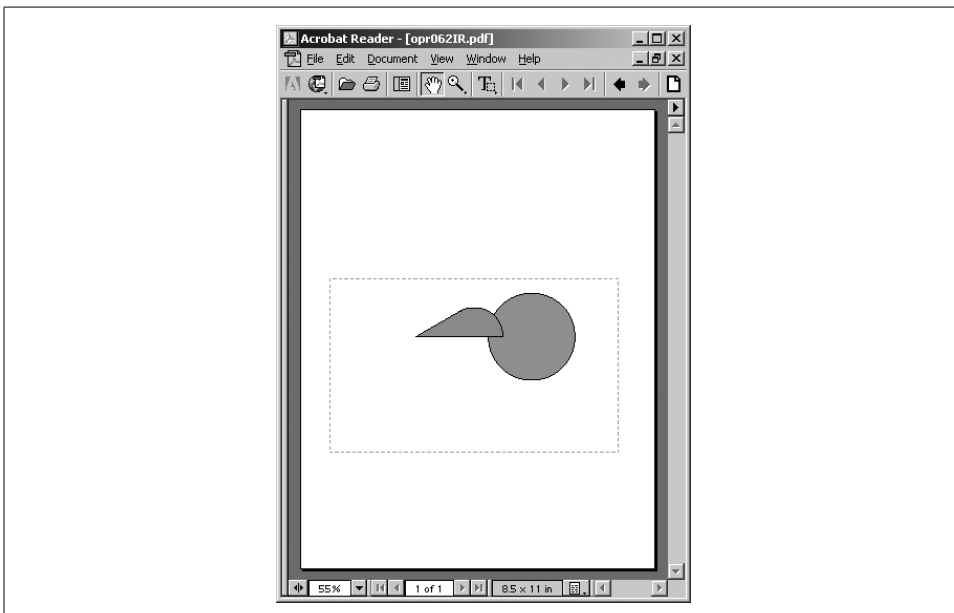 Acrobat Reader - [opr062IR.pdf]
File Edit Document View Window Help
55% 1 of 1 8.5 x 11 in